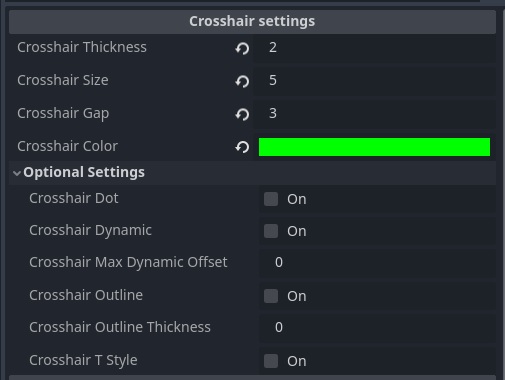 Crosshair settings
Crosshair Thickness 2
Crosshair Size 5
Crosshair Gap 3
Crosshair Color
Optional Settings
Crosshair Dot On
Crosshair Dynamic On
Crosshair Max Dynamic Offset 0
Crosshair Outline On
Crosshair Outline Thickness 0
Crosshair T Style On